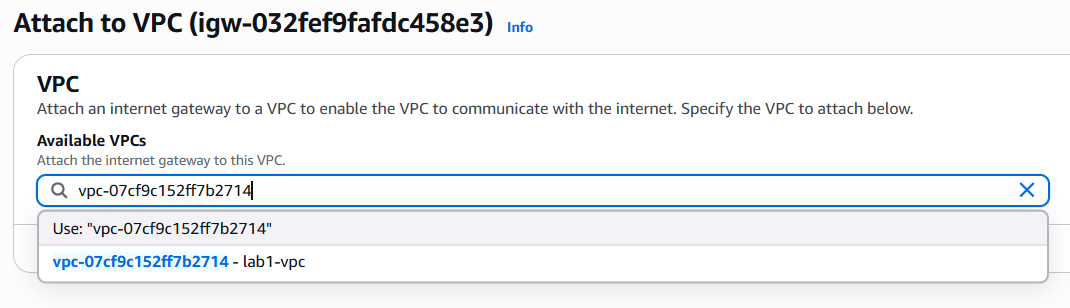 Attach to VPC (igw-032fef9fafdc458e3) Info
VPC
Attach an internet gateway to a VPC to enable the VPC to communicate with the internet. Specify the VPC to attach below.
Available VPCs
Attach the internet gateway to this VPC.
vpc-07cf9c152ff7b2714
Use: "vpc-07cf9c152ff7b2714"
vpc-07cf9c152ff7b2714 - lab1-vpc